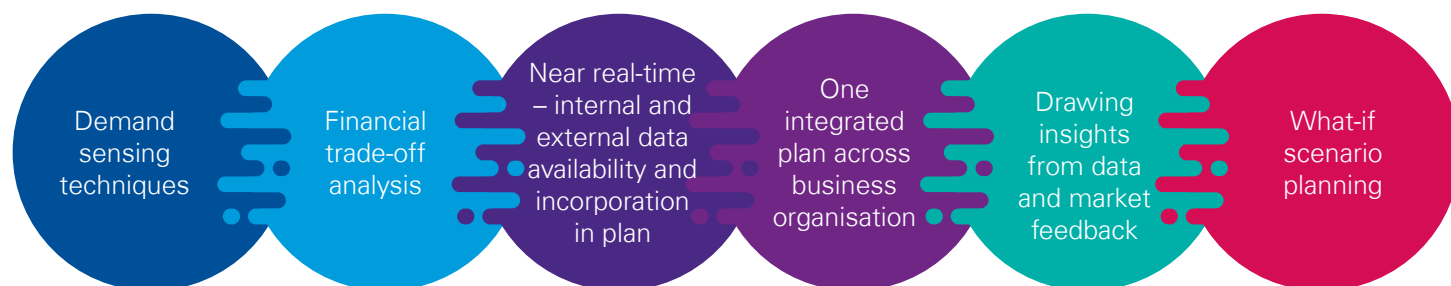 Demand
sensing
techniques
Financial
trade-off
analysis
Near real-time
– internal and
external data
availability and
incorporation
in plan
One
integrated
plan across
business
organisation
Drawing
insights
from data
and market
feedback
What-if
scenario
planning